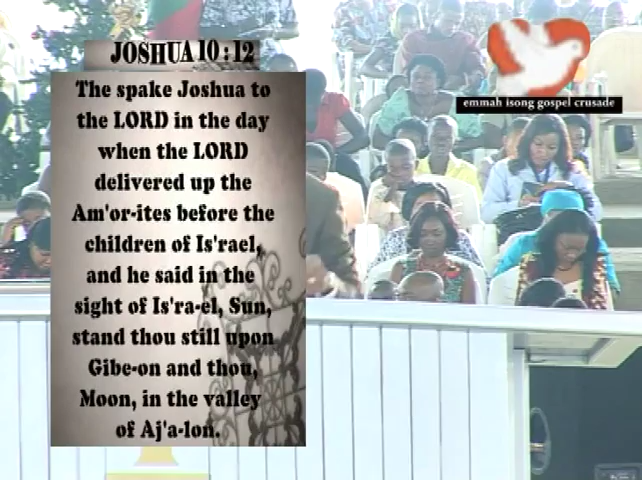 JOSHUA 10:12
The spake Joshua to
the LORD in the day
when the LORD
delivered up the
Am'or-ites before the
children of Is'rael,
and he said in the
sight of Is'ra-el, Sun,
stand thou still upon
Gibe-on and thou,
Moon, in the valley
of Aj'a-lon.
emmah isong gospel crusade